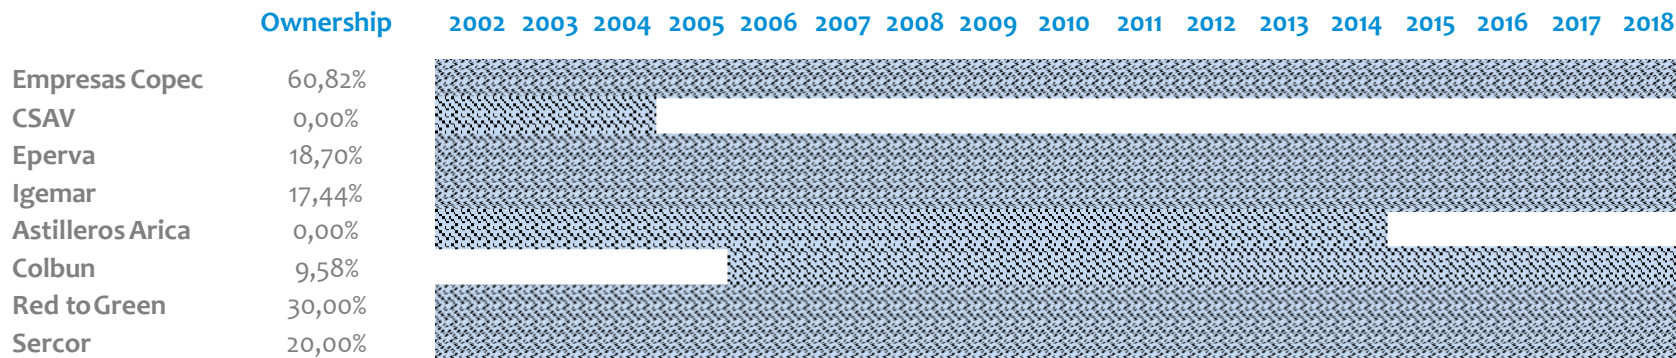 Ownership 2002 2003 2004 2005 2006 2007 2008 2009 2010 2011 2012 2013 2014 2015 2016 2017 2018
Empresas Copec 60,82%
CSAV 0,00%
Eperva 18,70%
Igemar 17,44%
Astilleros Arica 0,00%
Colbun 9,58%
Red to Green 30,00%
Sercor 20,00%